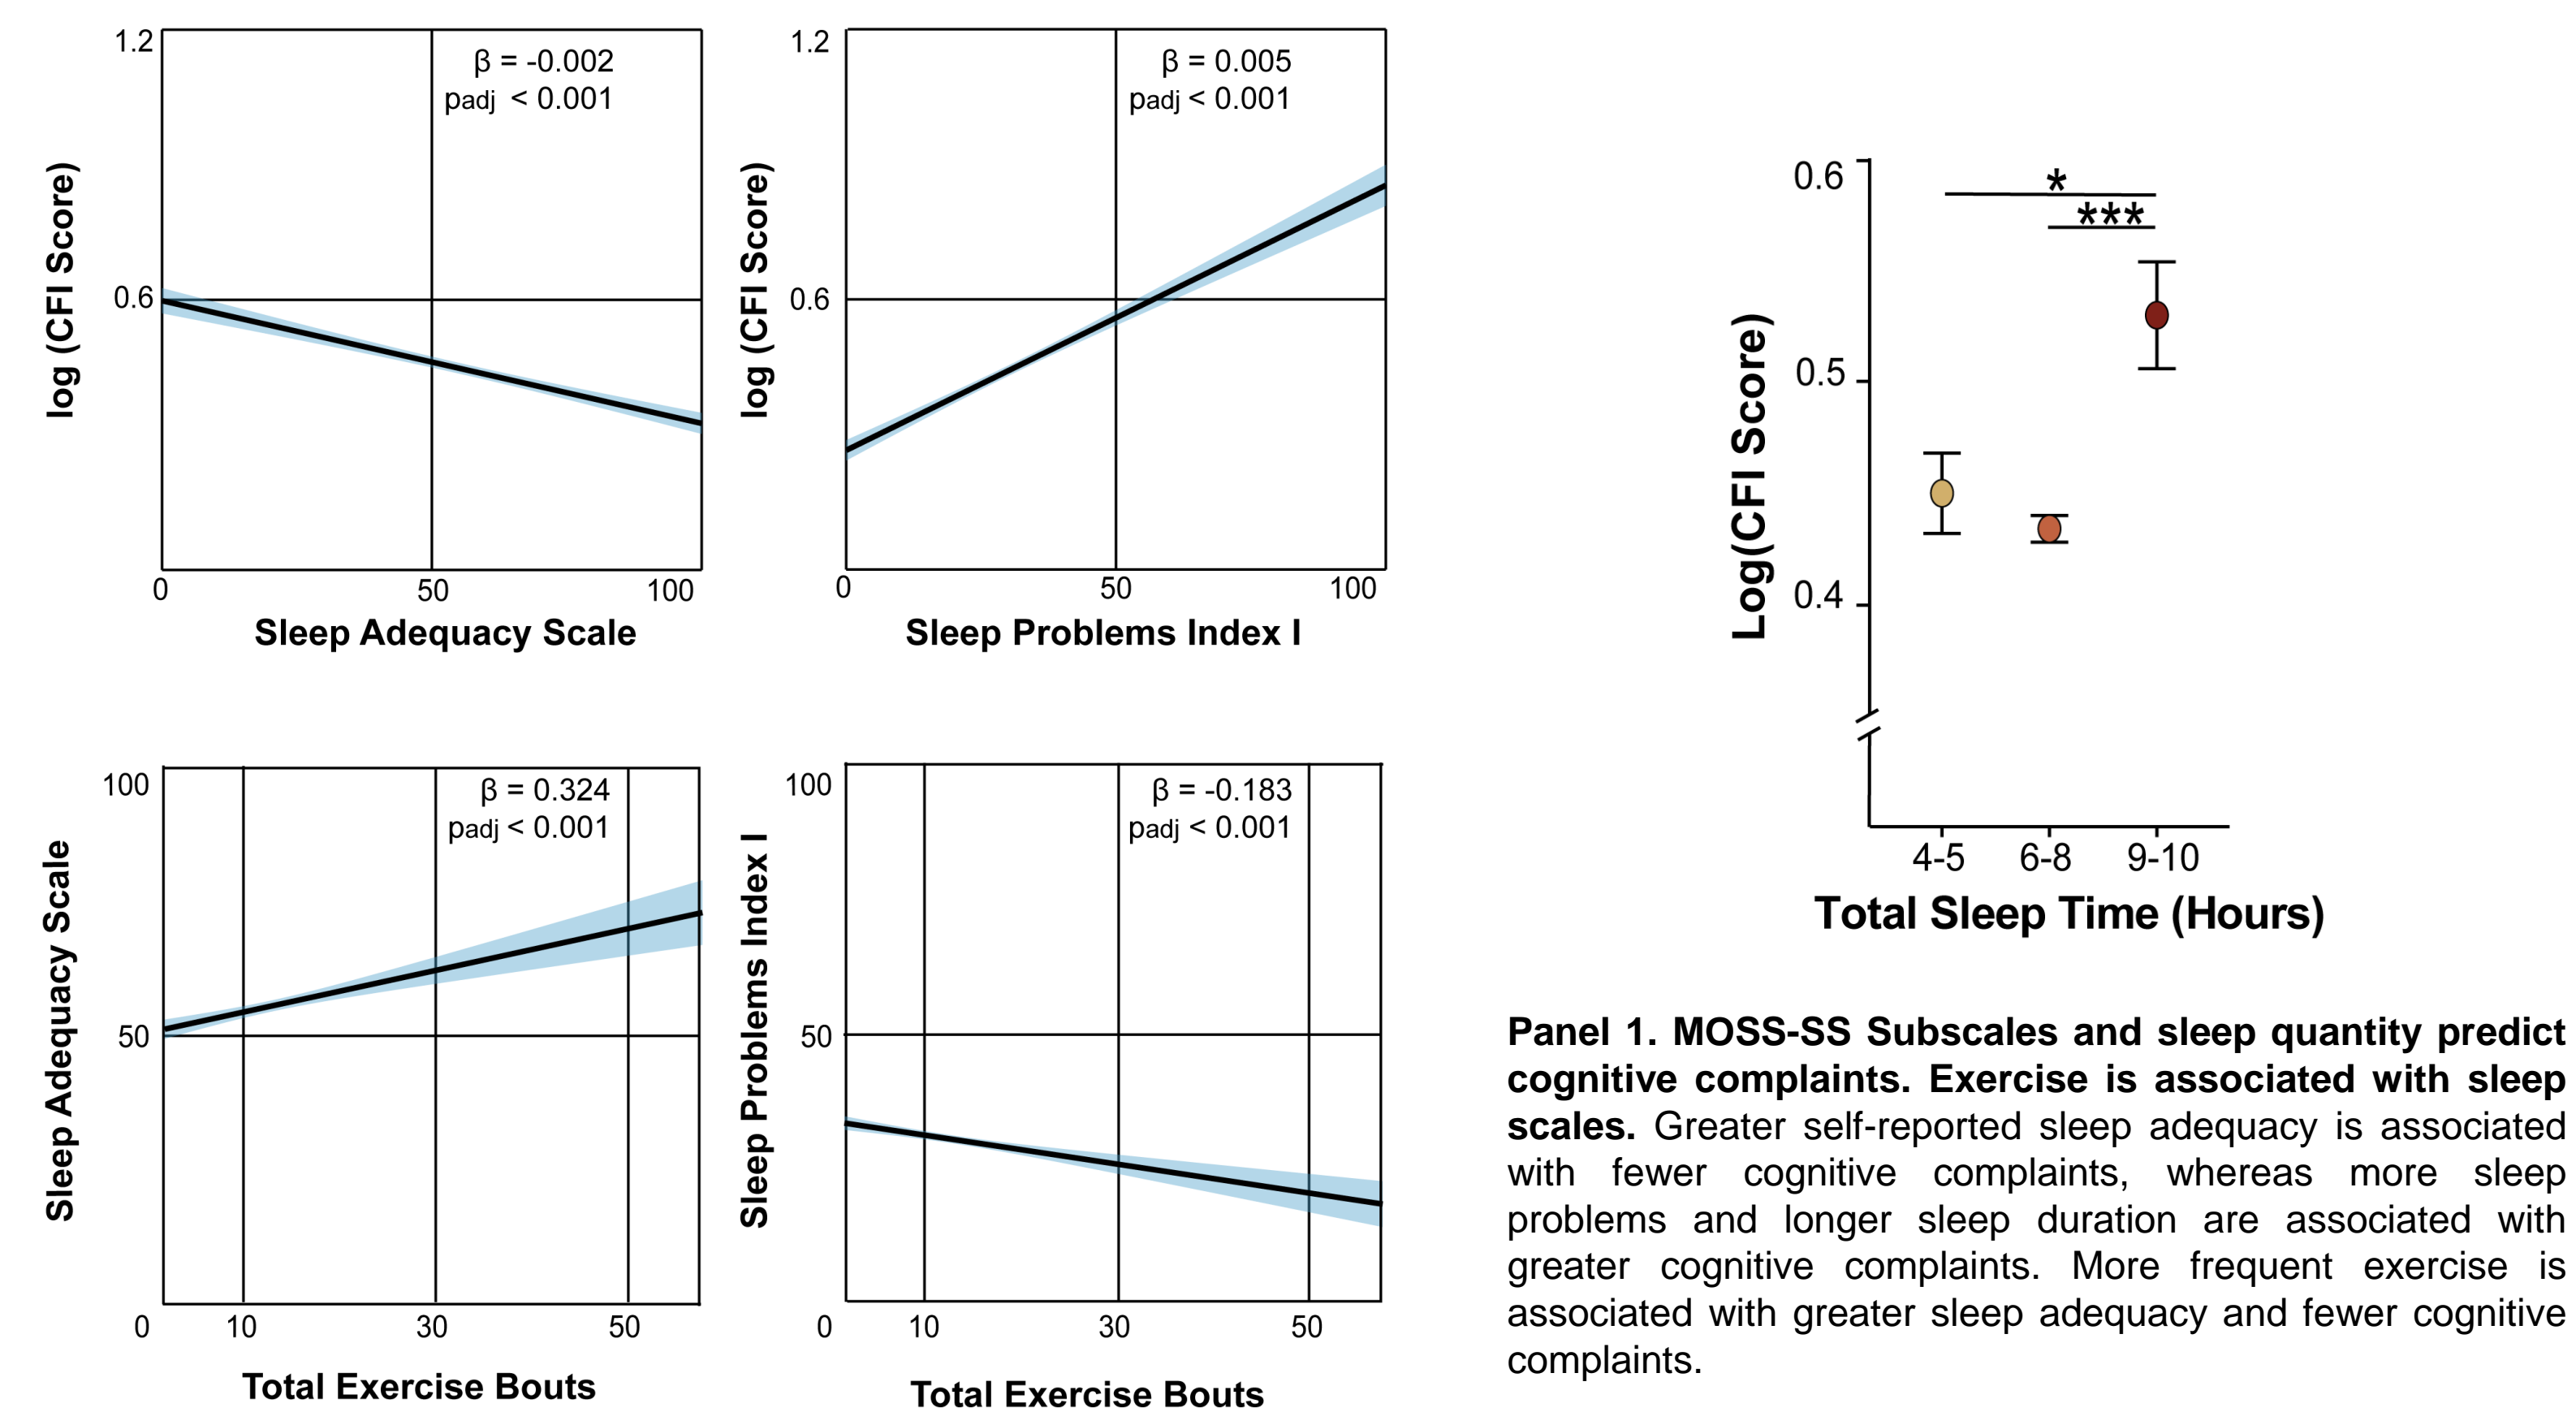 1.2
β = -0.002
padj < 0.001
log (CFI Score)
0.6
0
50
100
Sleep Adequacy Scale
1.2
β = 0.005
padj < 0.001
log (CFI Score)
0.6
0
50
100
Sleep Problems Index I
100
β = 0.324
padj < 0.001
Sleep Adequacy Scale
50
0
10
30
50
Total Exercise Bouts
100
β = -0.183
padj < 0.001
Sleep Problems Index I
50
0
10
30
50
Total Exercise Bouts
0.6
*
***
0.5
Log(CFI Score)
0.4
4-5
6-8
9-10
Total Sleep Time (Hours)
Panel 1. MOSS-SS Subscales and sleep quantity predict
cognitive complaints. Exercise is associated with sleep
scales. Greater self-reported sleep adequacy is associated
with fewer cognitive complaints, whereas more sleep
problems and longer sleep duration are associated with
greater cognitive complaints. More frequent exercise is
associated with greater sleep adequacy and fewer cognitive
complaints.